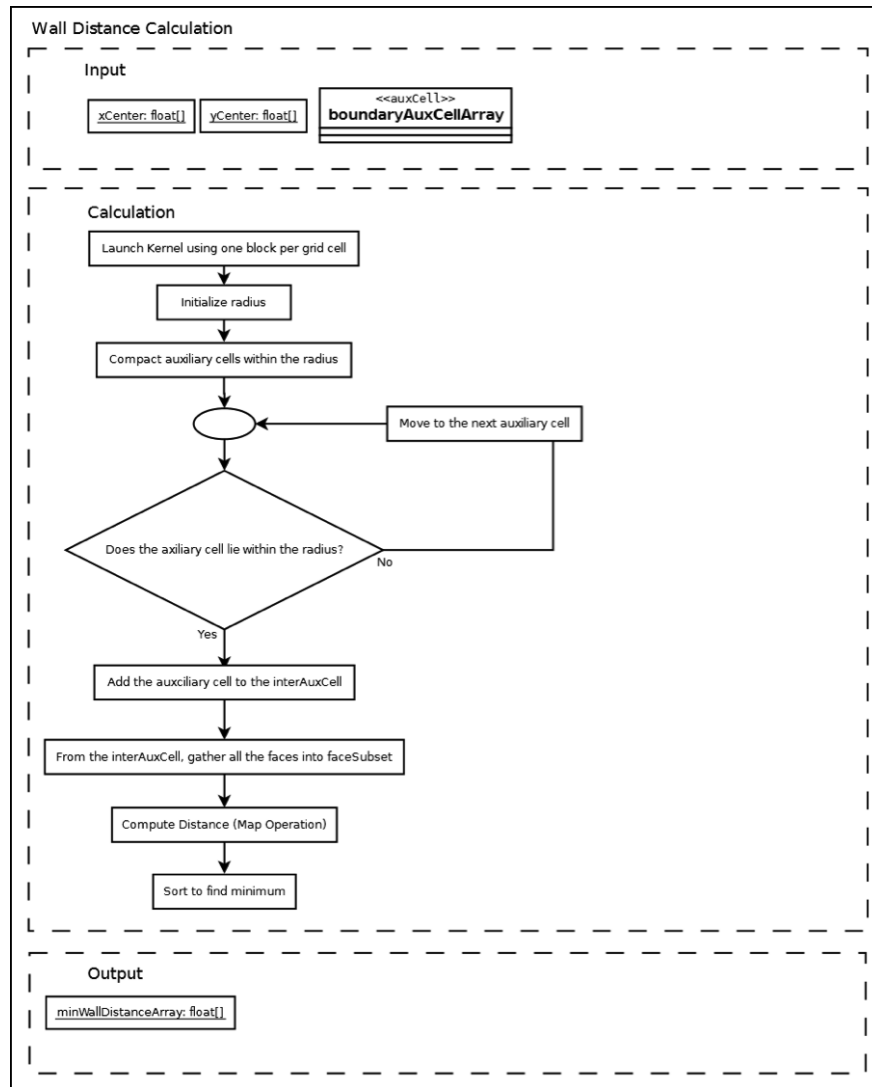 Wall Distance Calculation
Input
xCenter: float[]
yCenter: float[]
<<auxCell>>
boundaryAuxCellArray
Calculation
Launch Kernel using one block per grid cell
Initialize radius
Compact auxiliary cells within the radius
Move to the next auxiliary cell
Does the axiliary cell lie within the radius?
No
Yes
Add the auxciliary cell to the interAuxCell
From the interAuxCell, gather all the faces into faceSubset
Compute Distance (Map Operation)
Sort to find minimum
Output
minWallDistanceArray: float[]